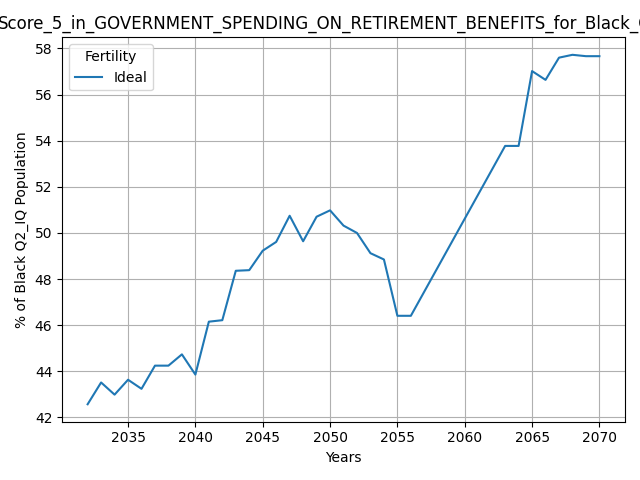 Score_5_in_GOVERNMENT_SPENDING_ON_RETIREMENT_BENEFITS_for_Black_
Fertility
Ideal
58
56
54
52
50
48
46
44
42
% of Black Q2_IQ Population
2035 2040 2045 2050 2055 2060 2065 2070
Years